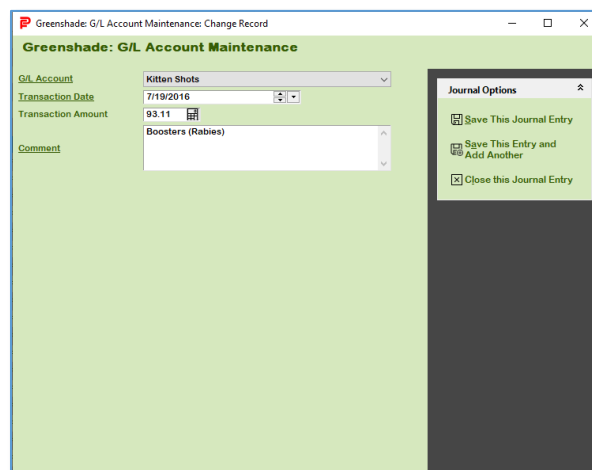 Greenshade: G/L Account Maintenance: Change Record
Greenshade: G/L Account Maintenance
G/L Account
Kitten Shots
Transaction Date
7/19/2016
Transaction Amount
93.11
Comment
Boosters (Rabies)
Journal Options
Save This Journal Entry
Save This Entry and
Add Another
Close this Journal Entry